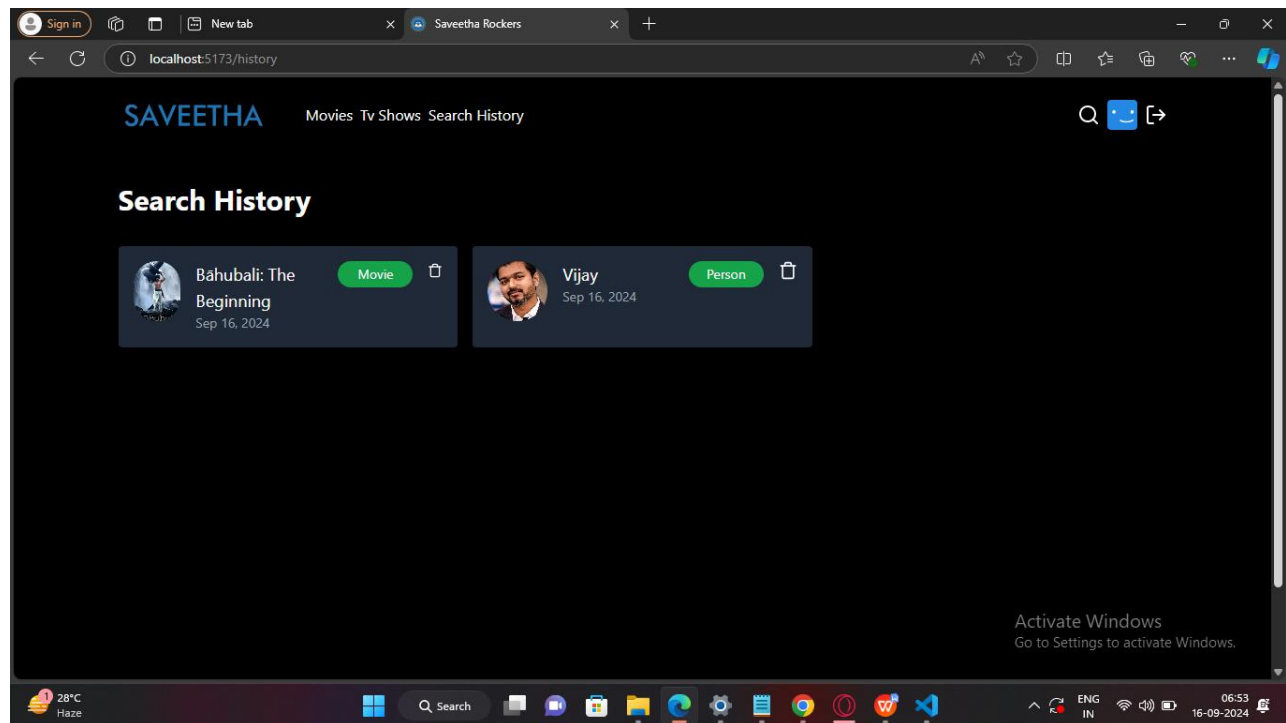 Sign in
New tab
Saveetha Rockers
localhost:5173/history
SAVEETHA
Movies Tv Shows Search History
Search History
Bāhubali: The
Beginning
Sep 16, 2024
Movie
Vijay
Sep 16, 2024
Person
Activate Windows
Go to Settings to activate Windows.
1
28°C
Haze
Search
ENG
IN
06:53
16-09-2024